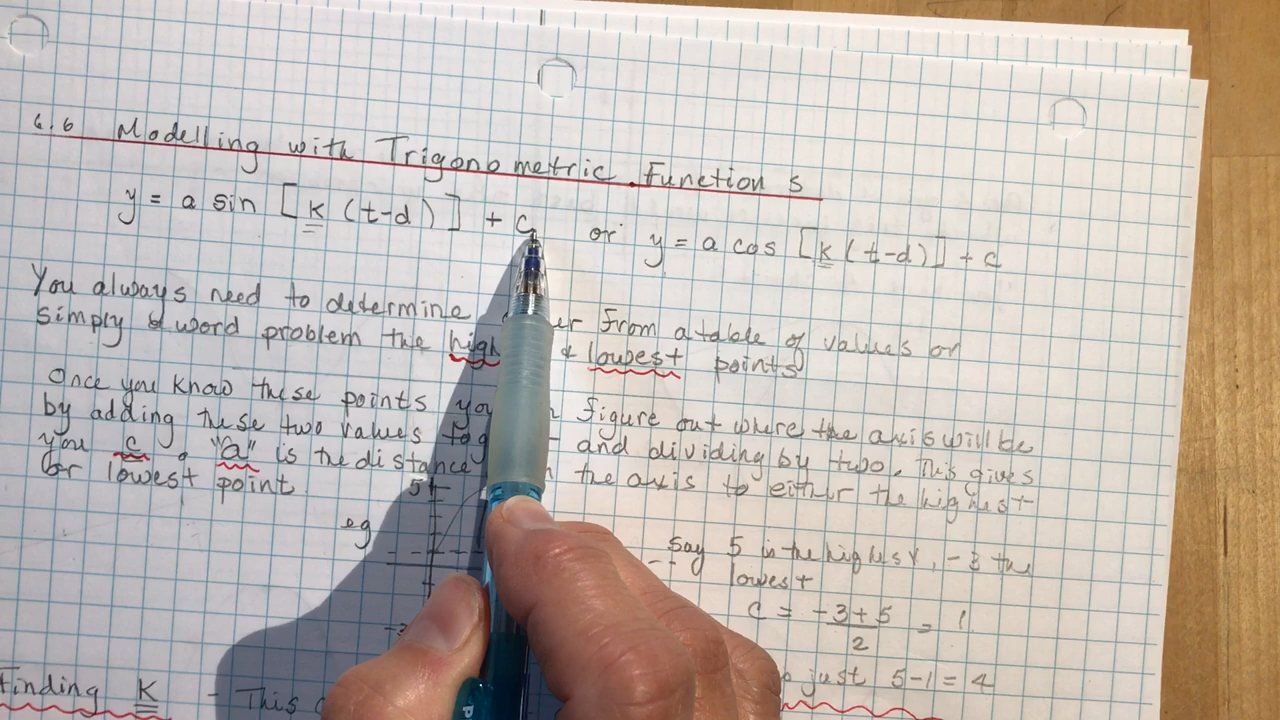 6.6 Modelling with Trigonometric Functions
y = a sin [k (t-d)] + c or y = a cos [k (t-d)] + c
You always need to determine from a table of values or
simply word problem the high & lowest points
Once you know these points figure out where the axis will be
by adding these two values and dividing by two. This gives
you c. "a" is the distance the axis to either the highest
or lowest point
5
eg
say 5 is the highest, -3 the
lowest
c = -3+5 / 2 = 1
just 5-1 = 4
Finding K - This